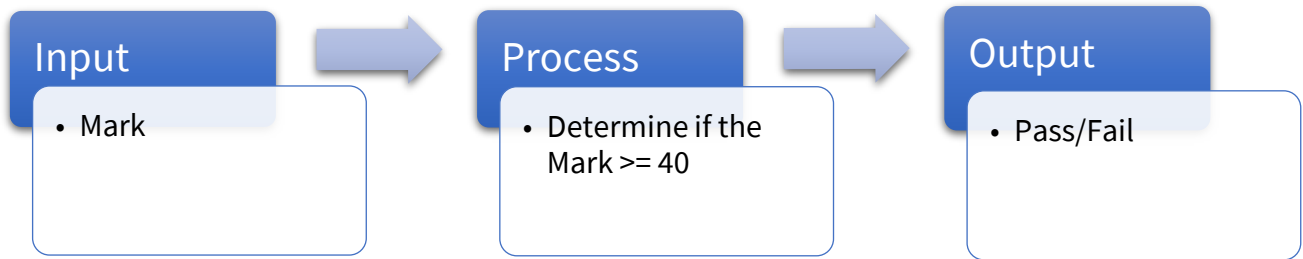 Input
• Mark
Process
• Determine if the
Mark >= 40
Output
• Pass/Fail